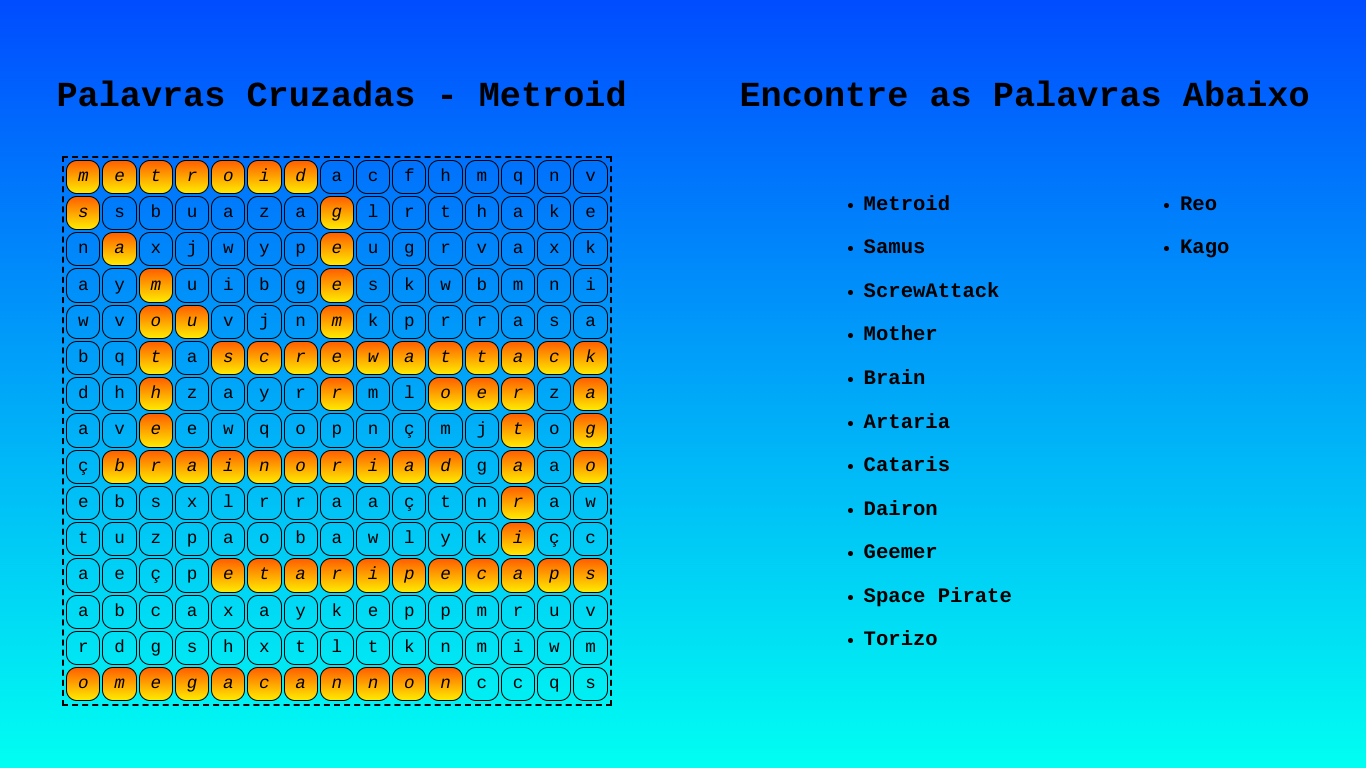 Palavras Cruzadas - Metroid
m e t r o i d a c f h m q n v
s s b u a z a g l r t h a k e
n a x j w y p e u g r v a x k
a y m u i b g e s k w b m n i
w v o u v j n m k p r r a s a
b q t a s c r e w a t t a c k
d h h z a y r r m l o e r z a
a v e e w q o p n ç m j t o g
ç b r a i n o r i a d g a a o
e b s x l r r a a ç t n r a w
t u z p a o b a w l y k i ç c
a e ç p e t a r i p e c a p s
a b c a x a y k e p p m r u v
r d g s h x t l t k n m i w m
o m e g a c a n n o n c c q s
Encontre as Palavras Abaixo
• Metroid
• Samus
• ScrewAttack
• Mother
• Brain
• Artaria
• Cataris
• Dairon
• Geemer
• Space Pirate
• Torizo
• Reo
• Kago